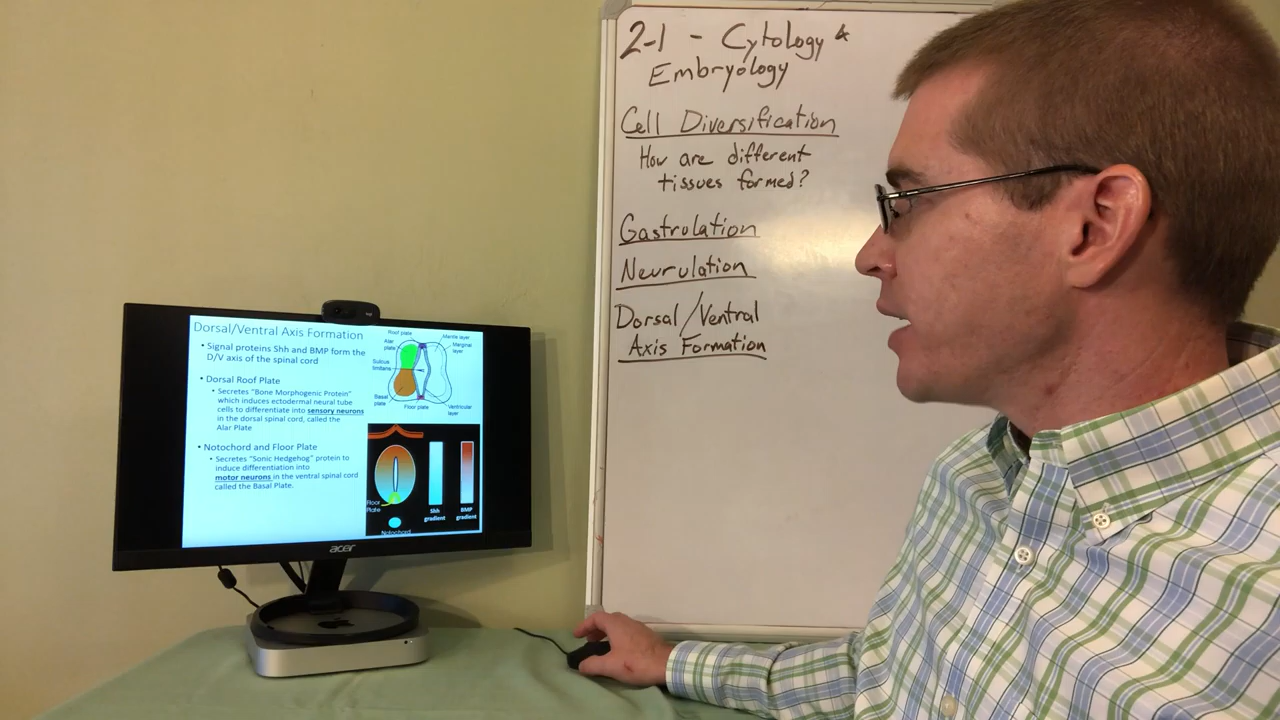 2-1 - Cytology &
Embryology
Cell Diversification
How are different
tissues formed?
Gastrulation
Neurulation
Dorsal/Ventral
Axis Formation
Dorsal/Ventral Axis Formation
• Signal proteins Shh and BMP form the
D/V axis of the spinal cord
• Dorsal Roof Plate
• Secretes "Bone Morphogenic Protein"
which induces ectodermal neural tube
cells to differentiate into sensory neurons
in the dorsal spinal cord, called the
Alar Plate
• Notochord and Floor Plate
• Secretes "Sonic Hedgehog" protein to
induce differentiation into
motor neurons in the ventral spinal cord
called the Basal Plate.
Roof plate
Alar
plate
Mantle layer
Marginal
layer
Sulcus
limitans
Basal
plate
Floor plate
Ventricular
layer
Floor
Plate
Shh
gradient
BMP
gradient
Notochord
acer